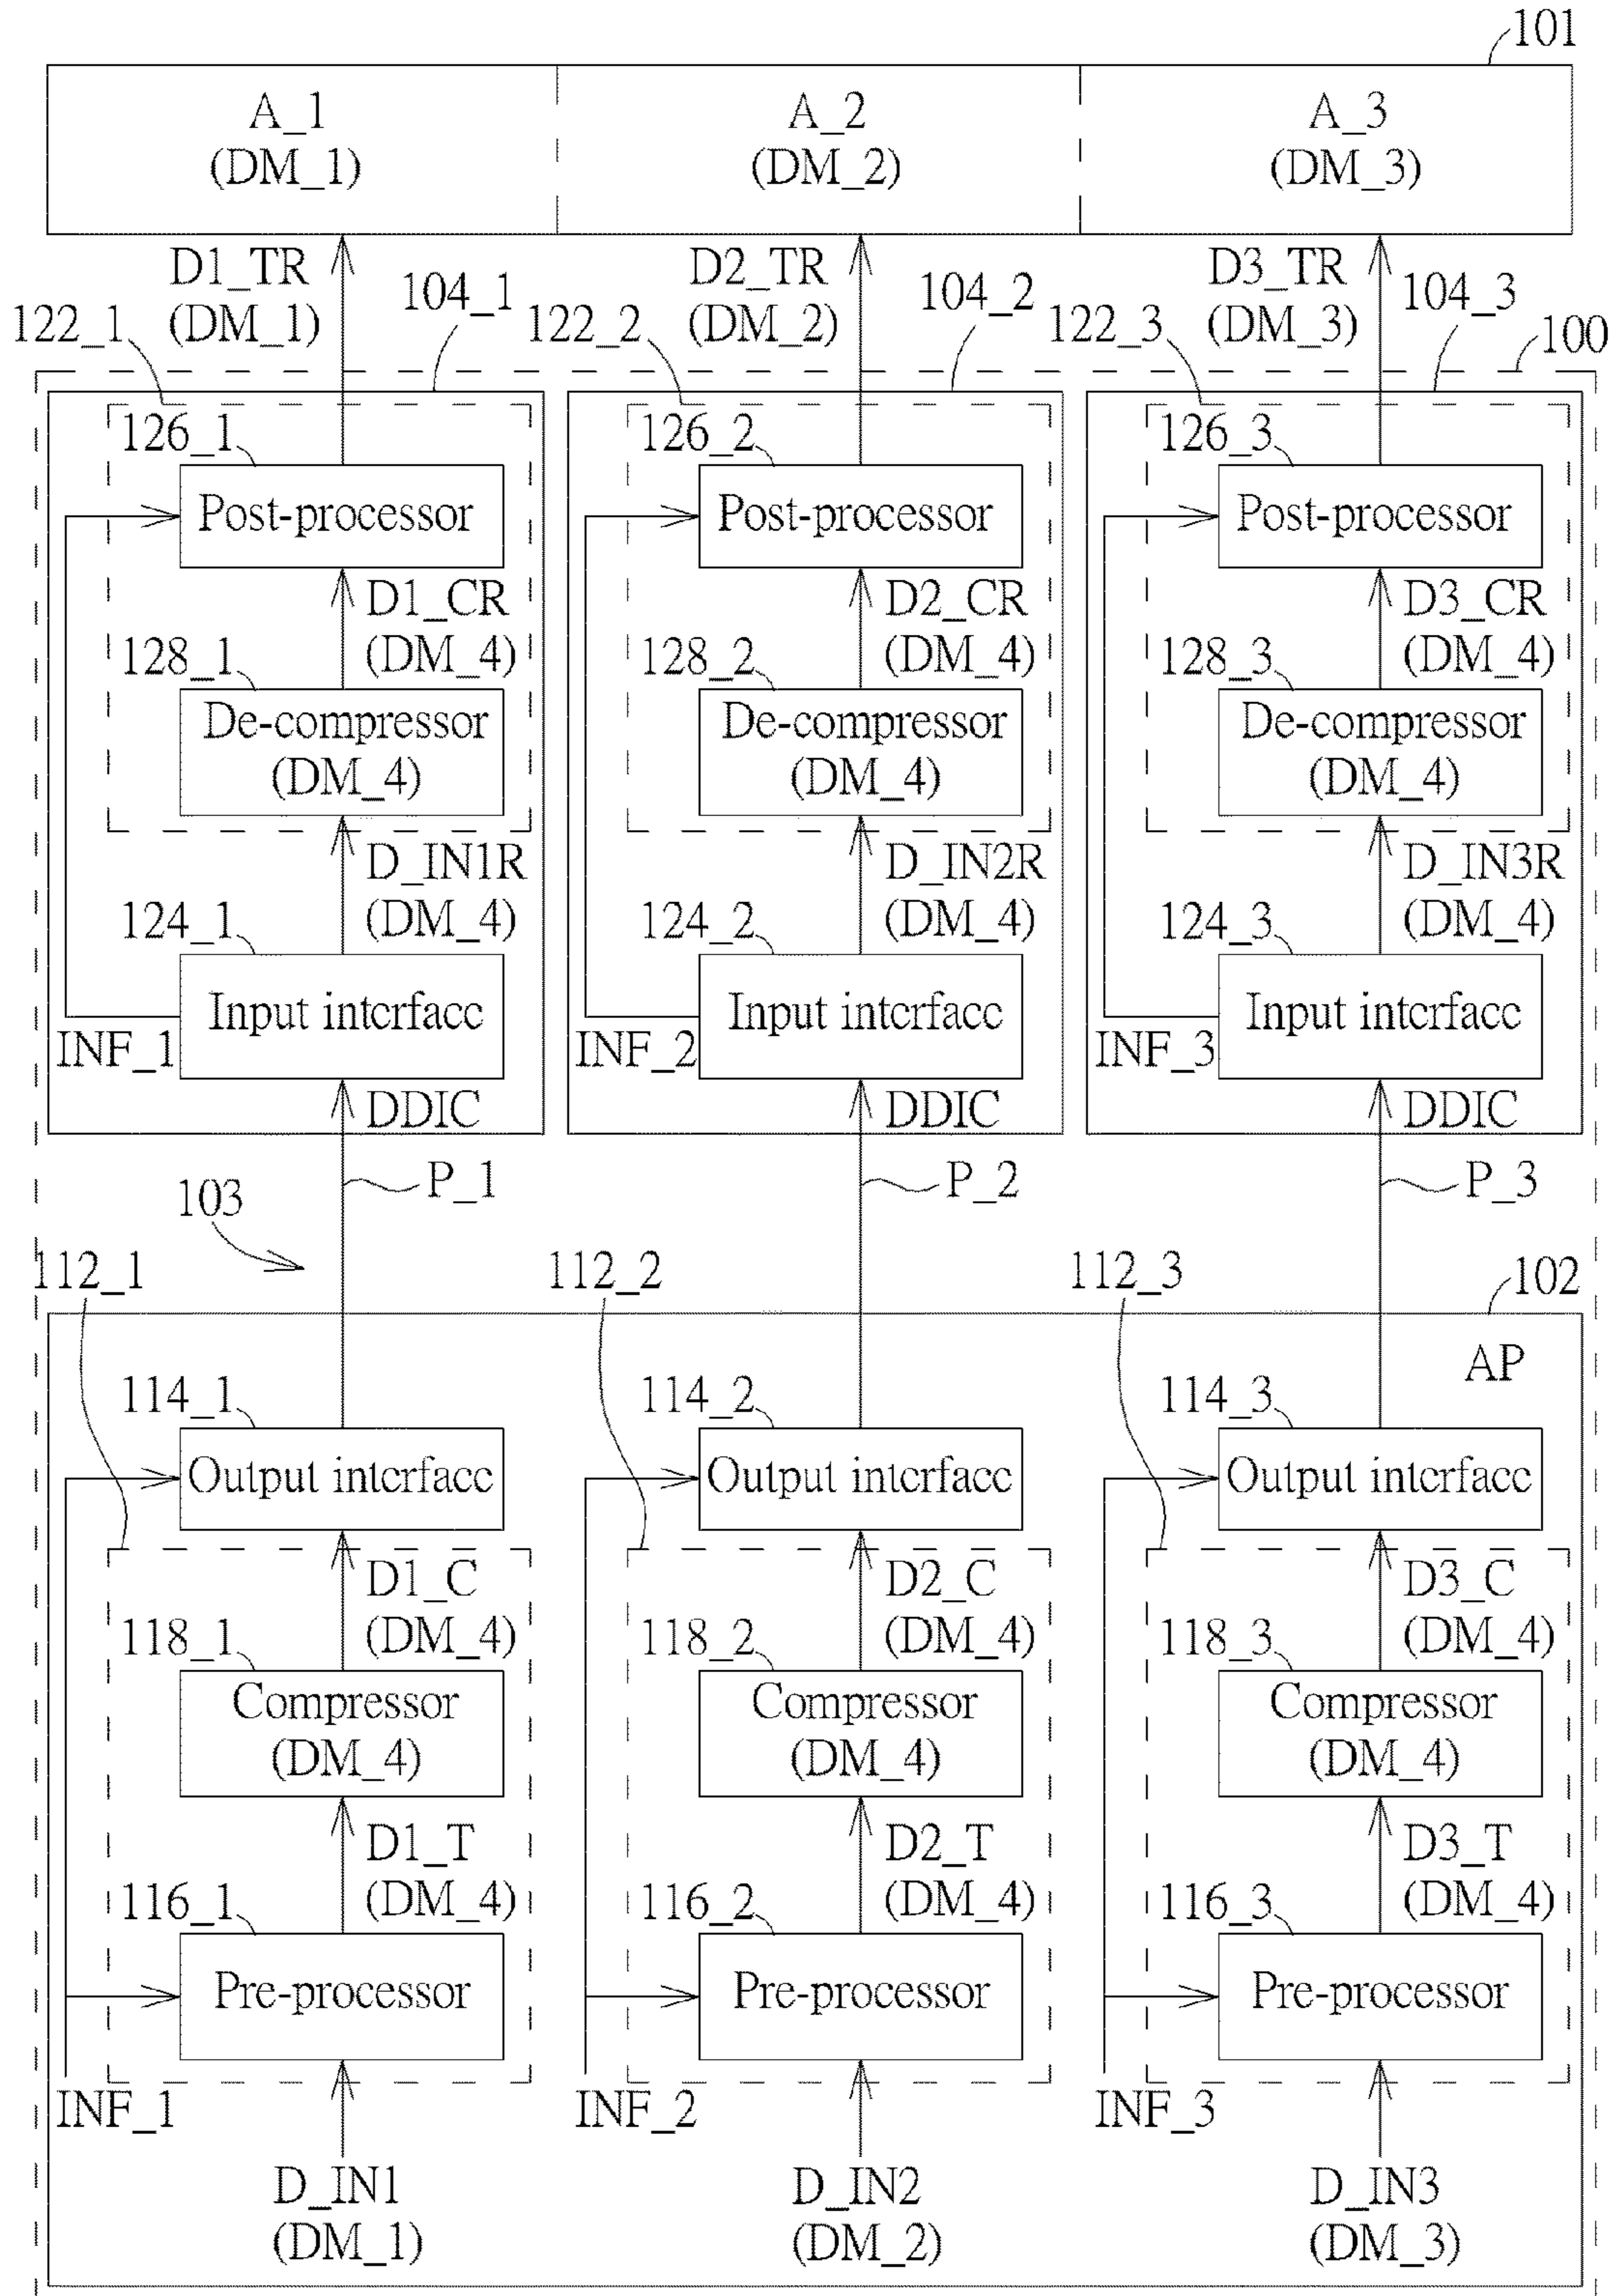 101
A_1 A_2 A_3
(DM_1) (DM_2) (DM_3)
D1_TR D2_TR D3_TR
(DM_1) (DM_2) (DM_3)
104_1 104_2 104_3
122_1 122_2 122_3
100
126_1 126_2 126_3
Post-processor Post-processor Post-processor
D1_CR D2_CR D3_CR
(DM_4) (DM_4) (DM_4)
128_1 128_2 128_3
De-compressor De-compressor De-compressor
(DM_4) (DM_4) (DM_4)
D_IN1R D_IN2R D_IN3R
(DM_4) (DM_4) (DM_4)
124_1 124_2 124_3
Input interface Input interface Input interface
INF_1 INF_2 INF_3
DDIC DDIC DDIC
P_1 P_2 P_3
103
112_1 112_2 112_3
102
AP
114_1 114_2 114_3
Output interface Output interface Output interface
D1_C D2_C D3_C
(DM_4) (DM_4) (DM_4)
118_1 118_2 118_3
Compressor Compressor Compressor
(DM_4) (DM_4) (DM_4)
D1_T D2_T D3_T
(DM_4) (DM_4) (DM_4)
116_1 116_2 116_3
Pre-processor Pre-processor Pre-processor
INF_1 INF_2 INF_3
D_IN1 D_IN2 D_IN3
(DM_1) (DM_2) (DM_3)